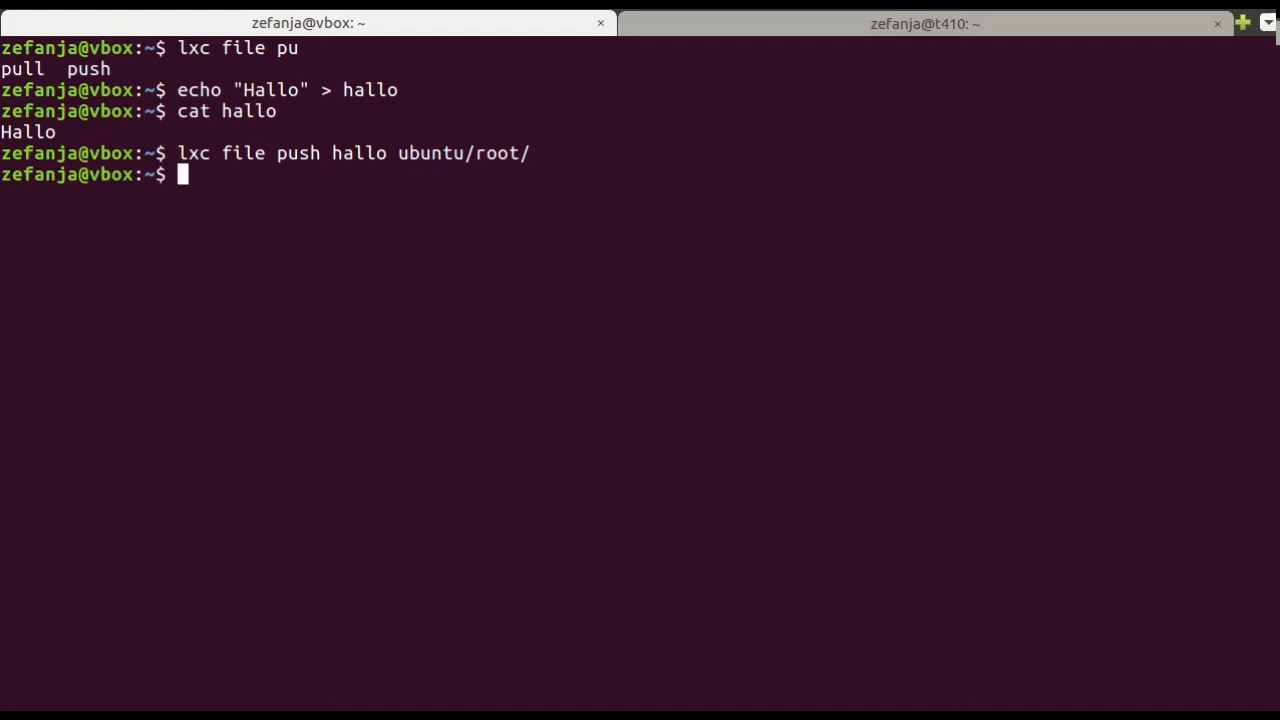 zefanja@vbox: ~ × zefanja@t410: ~ ×
zefanja@vbox:~$ lxc file pu
pull  push
zefanja@vbox:~$ echo "Hallo" > hallo
zefanja@vbox:~$ cat hallo
Hallo
zefanja@vbox:~$ lxc file push hallo ubuntu/root/
zefanja@vbox:~$